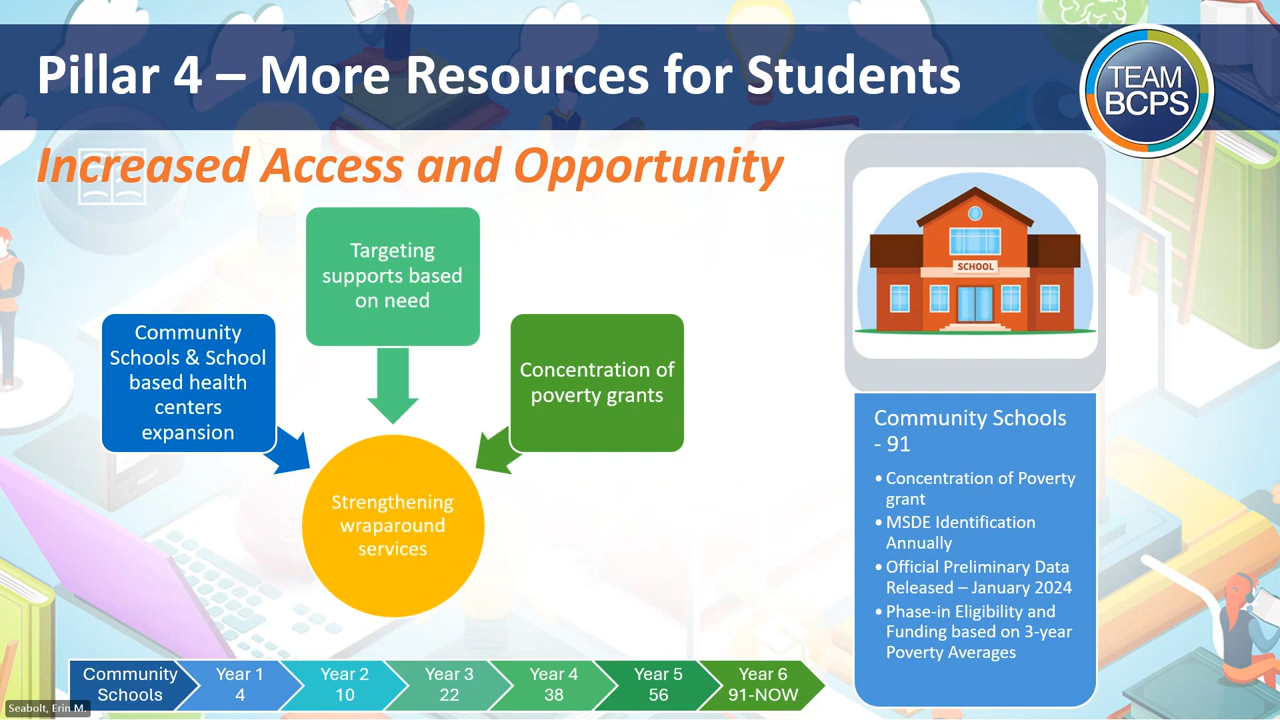 Pillar 4 – More Resources for Students
TEAM
BCPS
Increased Access and Opportunity
Targeting
supports based
on need
Community
Schools & School
based health
centers
expansion
Concentration of
poverty grants
Strengthening
wraparound
services
SCHOOL
Community Schools
- 91
• Concentration of Poverty
grant
• MSDE Identification
Annually
• Official Preliminary Data
Released – January 2024
• Phase-in Eligibility and
Funding based on 3-year
Poverty Averages
Community
Schools
Year 1
4
Year 2
10
Year 3
22
Year 4
38
Year 5
56
Year 6
91-NOW
Seabolt, Erin M.